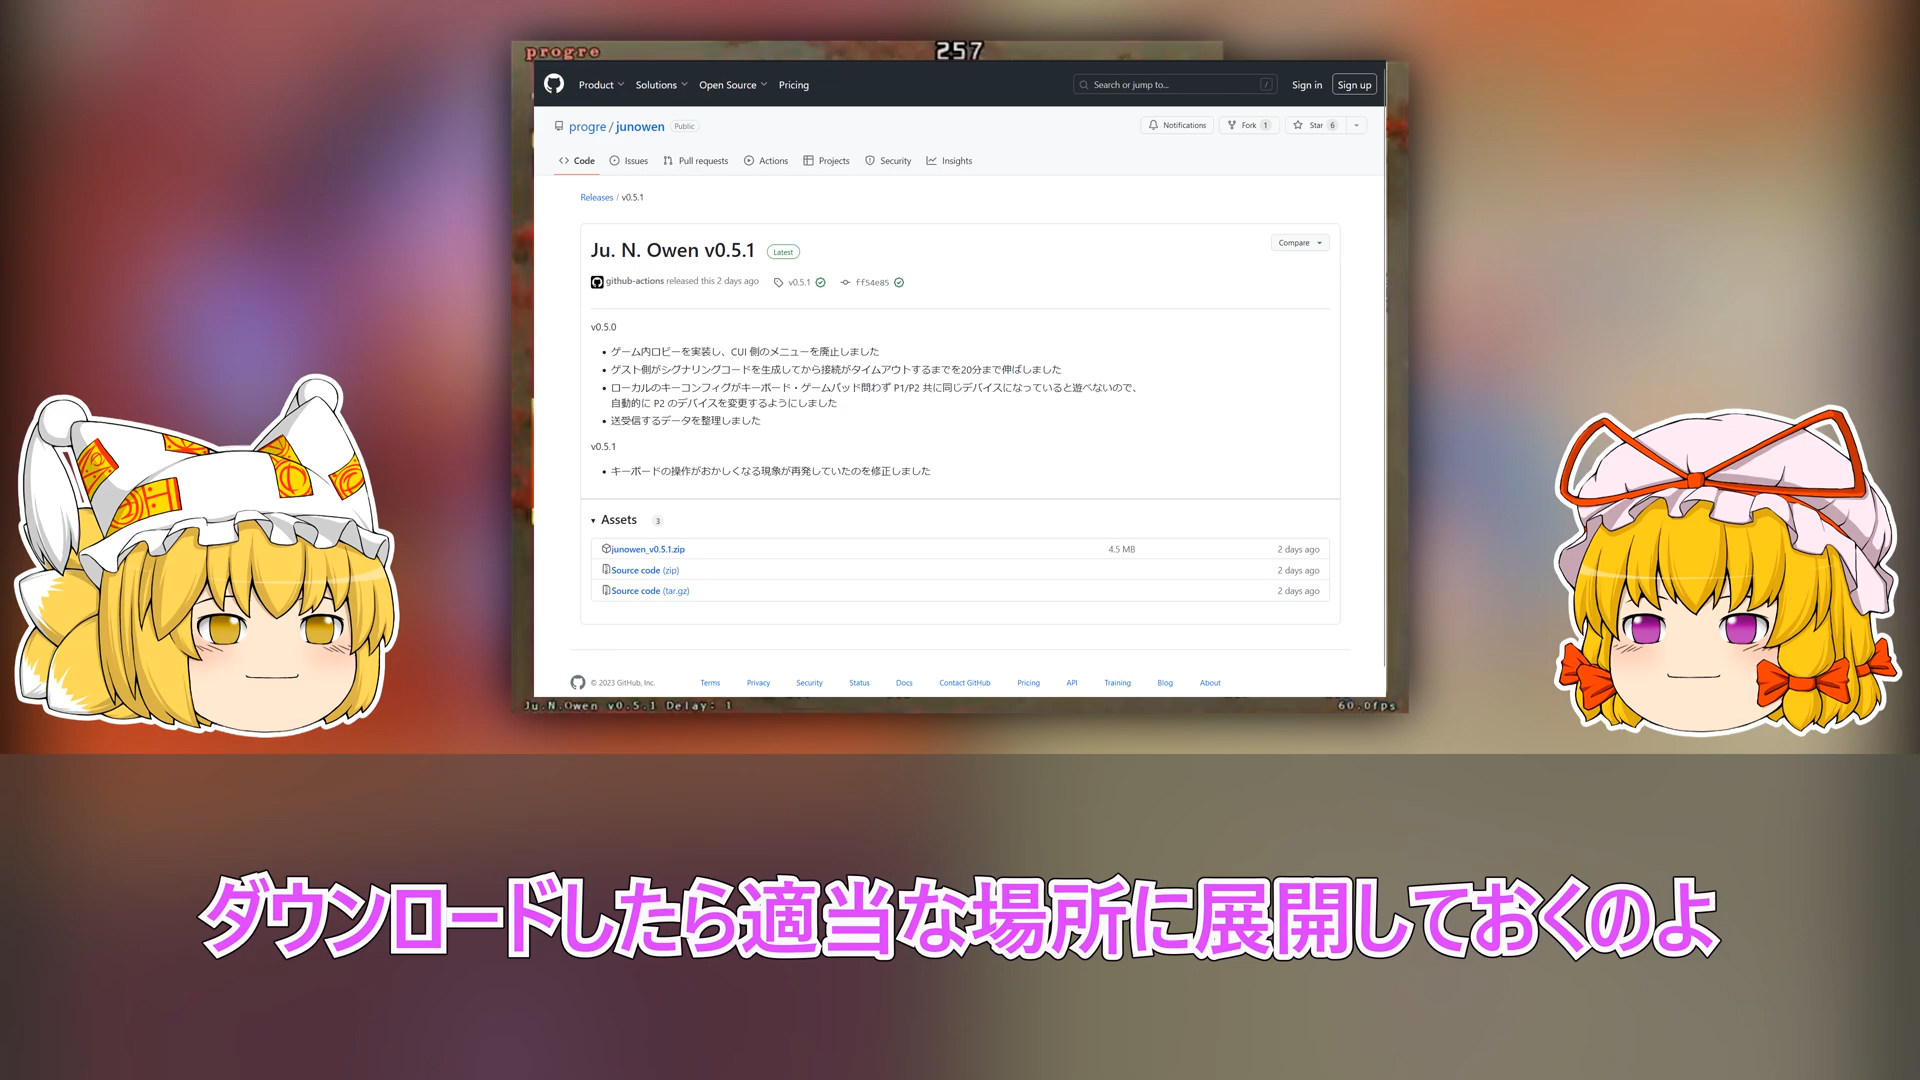 progre
257
Product
Solutions
Open Source
Pricing
Search or jump to...
/
Sign in
Sign up
progre / junowen
Public
Notifications
Fork 1
Star 6
Code
Issues
Pull requests
Actions
Projects
Security
Insights
Releases / v0.5.1
Ju. N. Owen v0.5.1
Latest
Compare
github-actions released this 2 days ago
v0.5.1
ff54e85
v0.5.0
ゲーム内ロビーを実装し、CUI 側のメニューを廃止しました
ゲスト側がシグナリングコードを生成してから接続がタイムアウトするまでを20分まで伸ばしました
ローカルのキーコンフィグがキーボード・ゲームパッド問わず P1/P2 共に同じデバイスになっていると遊べないので、
自動的に P2 のデバイスを変更するようにしました
送受信するデータを整理しました
v0.5.1
キーボードの操作がおかしくなる現象が再発していたのを修正しました
Assets 3
junowen_v0.5.1.zip 4.5 MB 2 days ago
Source code (zip) 2 days ago
Source code (tar.gz) 2 days ago
© 2023 GitHub, Inc.
Terms
Privacy
Security
Status
Docs
Contact GitHub
Pricing
API
Training
Blog
About
Ju.N.Owen v0.5.1 Delay: 1
60.0fps
ダウンロードしたら適当な場所に展開しておくのよ